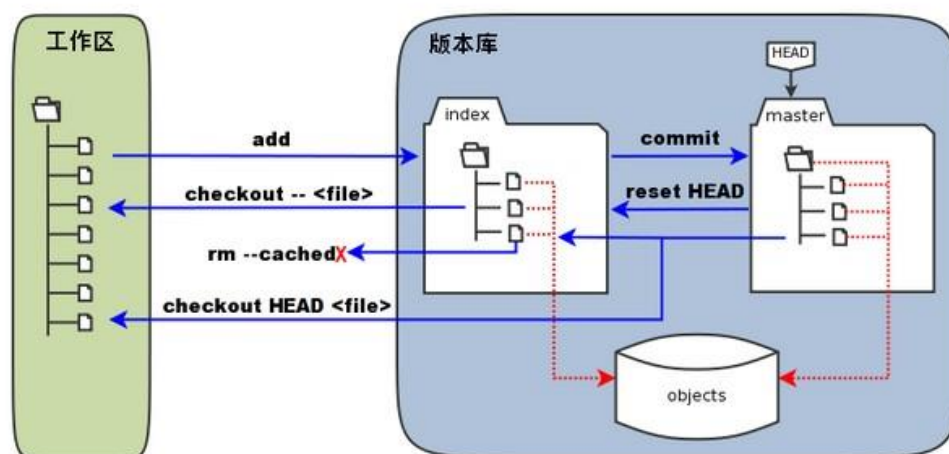 工作区
版本库
HEAD
index
master
add
commit
checkout -- <file>
reset HEAD
rm --cachedX
checkout HEAD <file>
objects